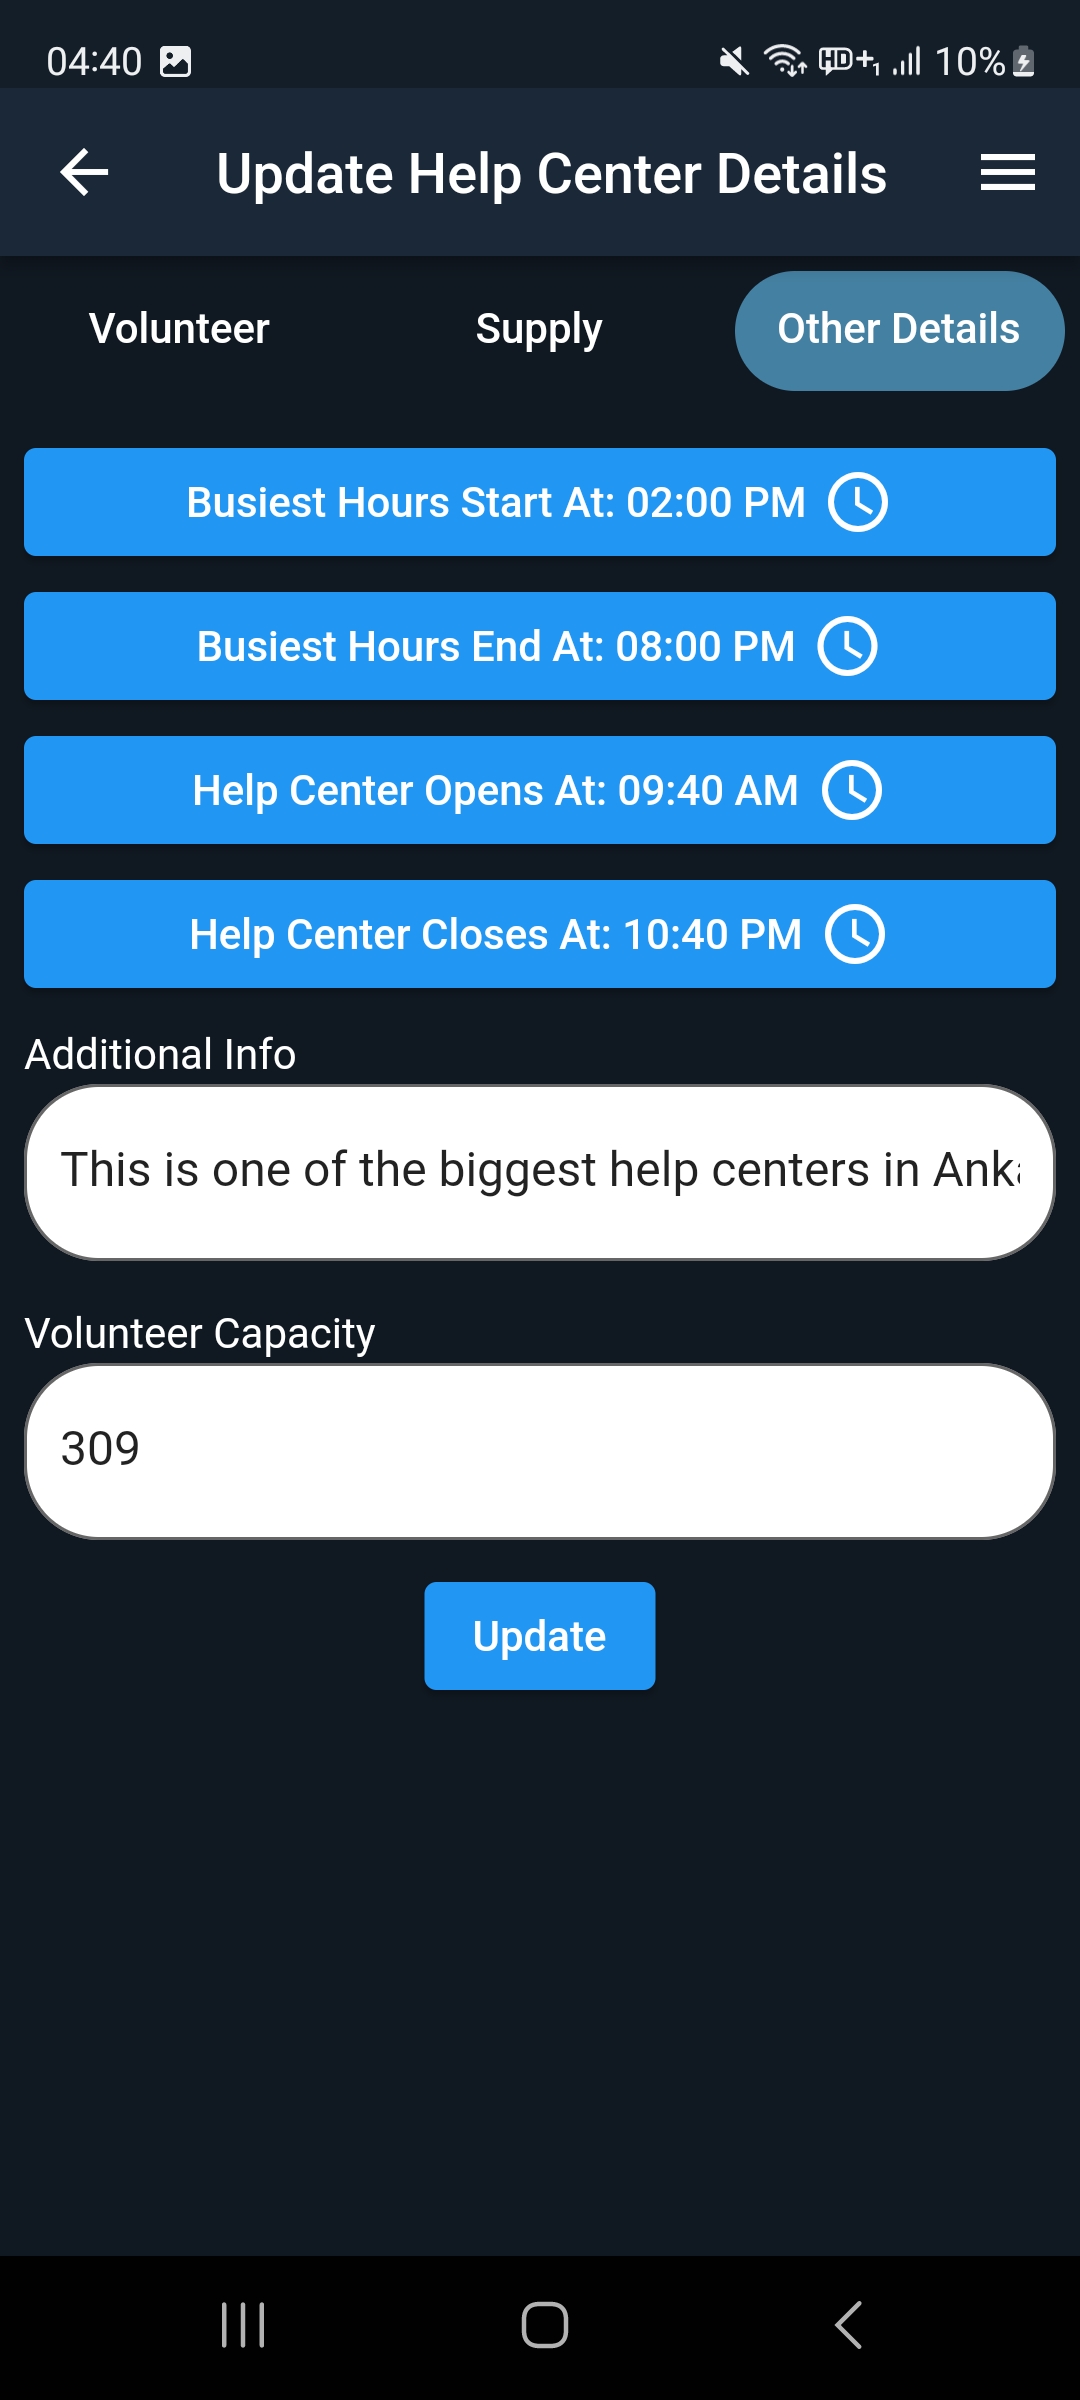 04:40 10%
Update Help Center Details
Volunteer Supply Other Details
Busiest Hours Start At: 02:00 PM
Busiest Hours End At: 08:00 PM
Help Center Opens At: 09:40 AM
Help Center Closes At: 10:40 PM
Additional Info
This is one of the biggest help centers in
Volunteer Capacity
309
Update